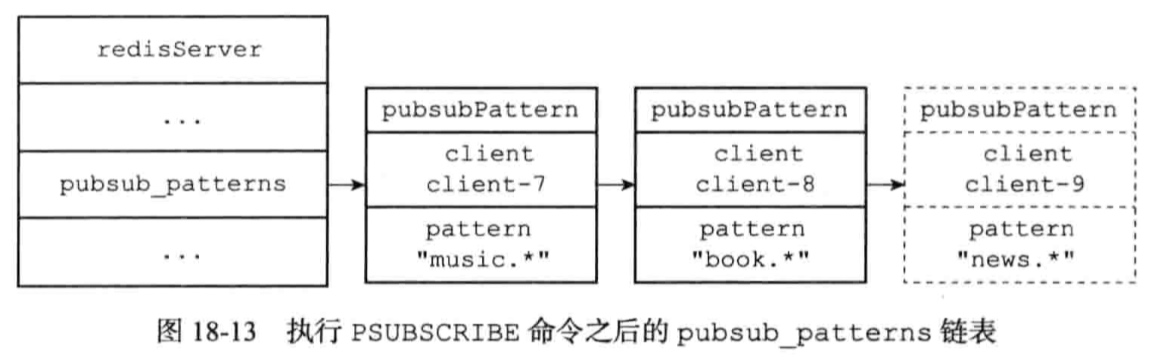 redisServer
...
pubsub_patterns
...
pubsubPattern
client
client-7
pattern
"music.*"
pubsubPattern
client
client-8
pattern
"book.*"
pubsubPattern
client
client-9
pattern
"news.*"
图 18-13 执行 PSUBSCRIBE 命令之后的 pubsub_patterns 链表